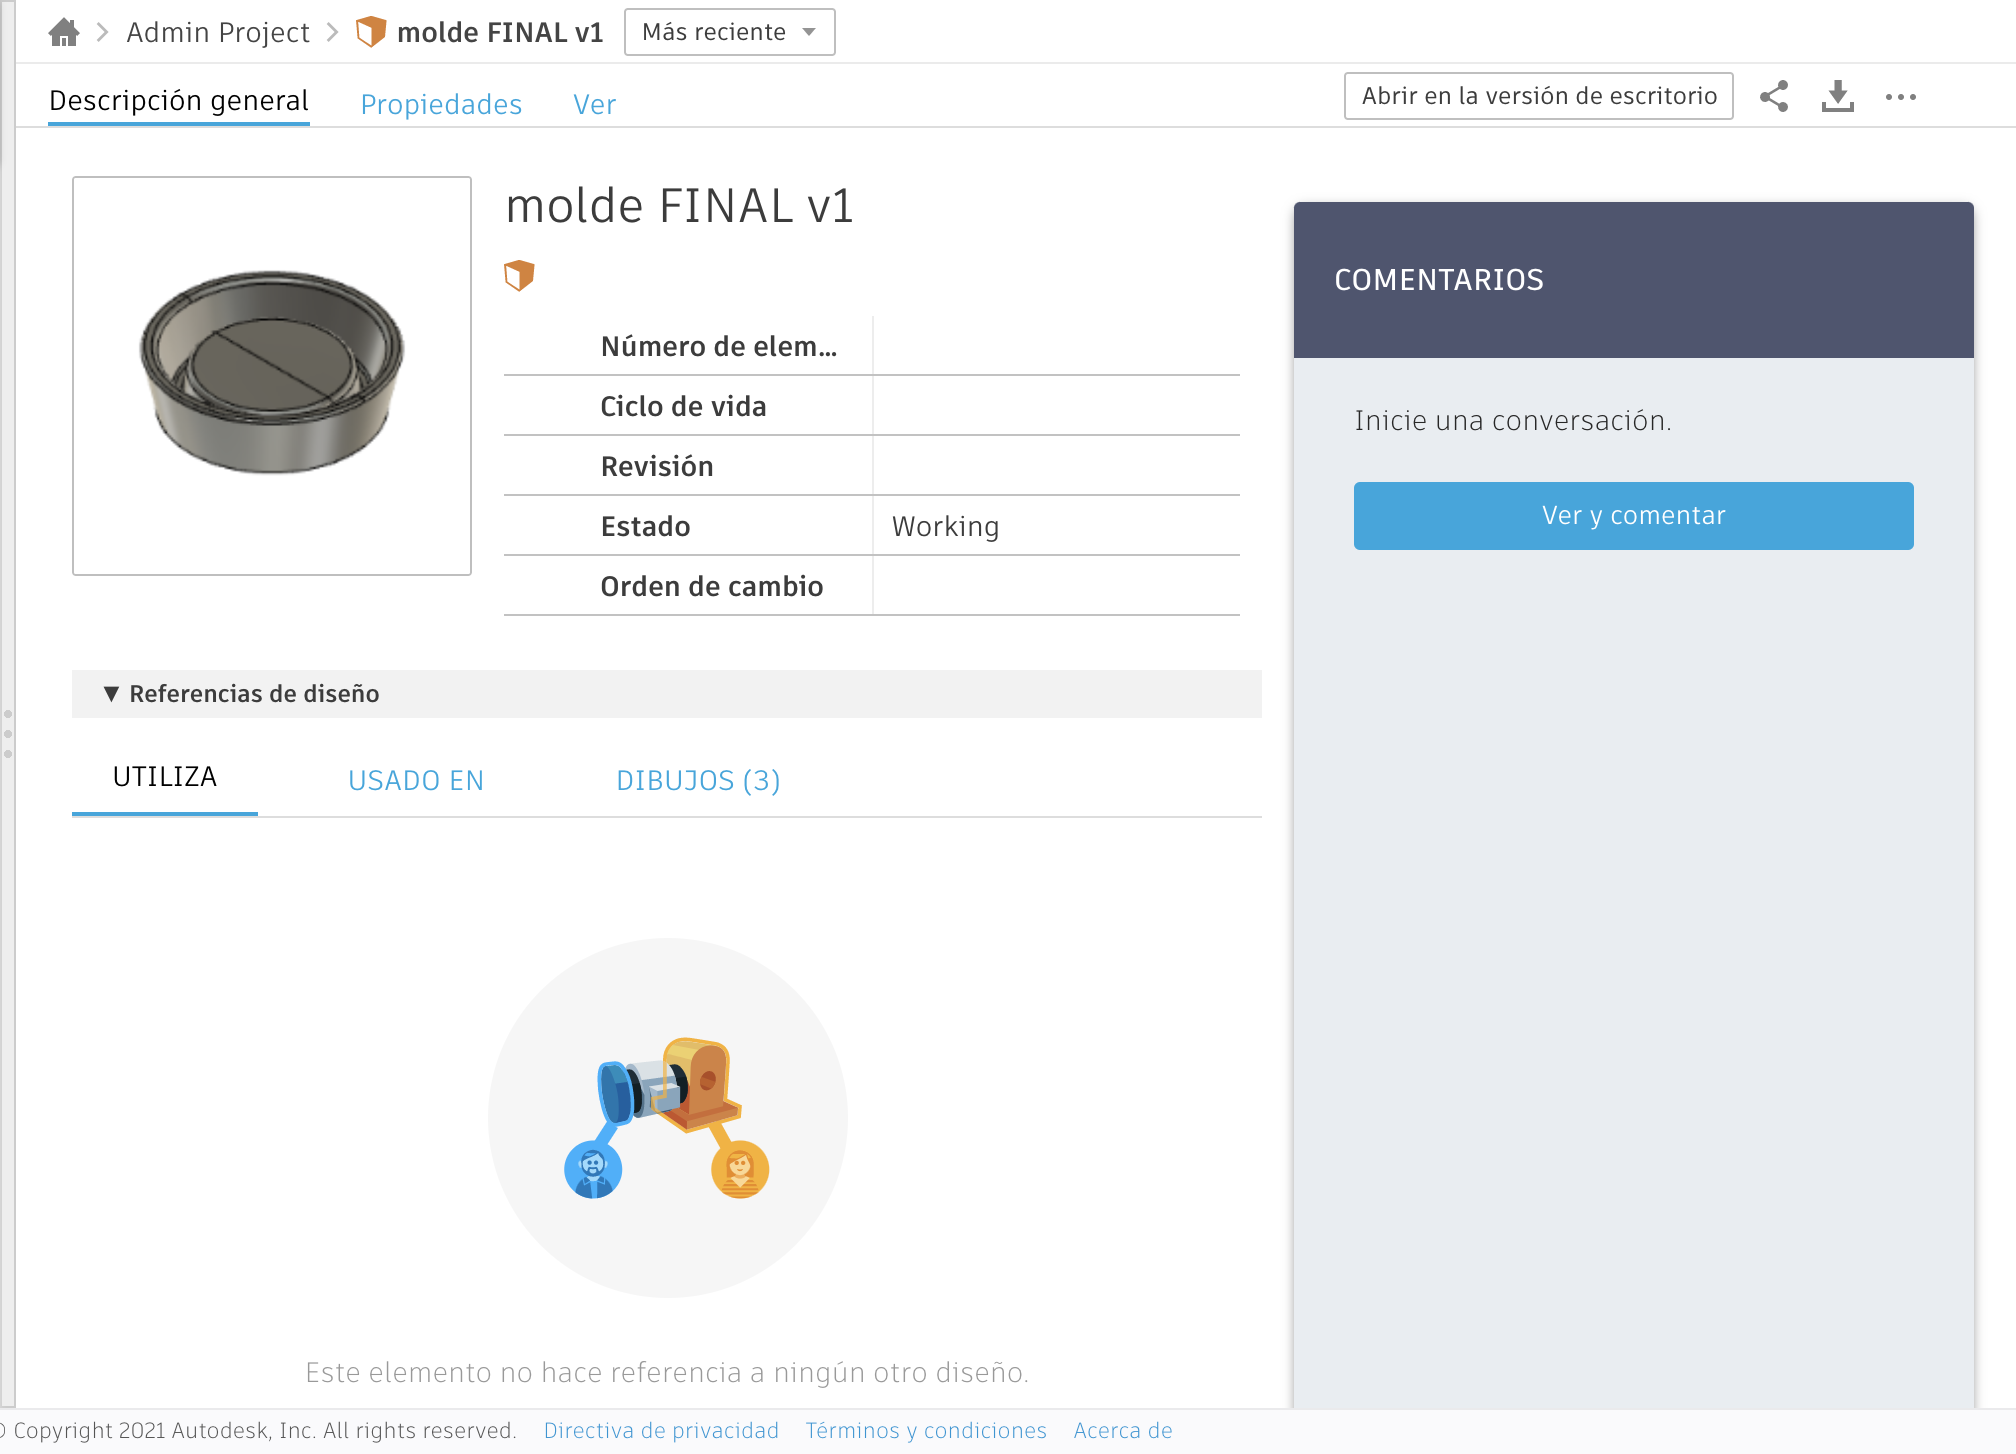 Admin Project
molde FINAL v1
Más reciente
Descripción general
Propiedades
Ver
Abrir en la versión de escritorio
molde FINAL v1
Número de elem...
Ciclo de vida
Revisión
Estado
Working
Orden de cambio
COMENTARIOS
Inicie una conversación.
Ver y comentar
▼ Referencias de diseño
UTILIZA
USADO EN
DIBUJOS (3)
Este elemento no hace referencia a ningún otro diseño.
© Copyright 2021 Autodesk, Inc. All rights reserved.
Directiva de privacidad
Términos y condiciones
Acerca de